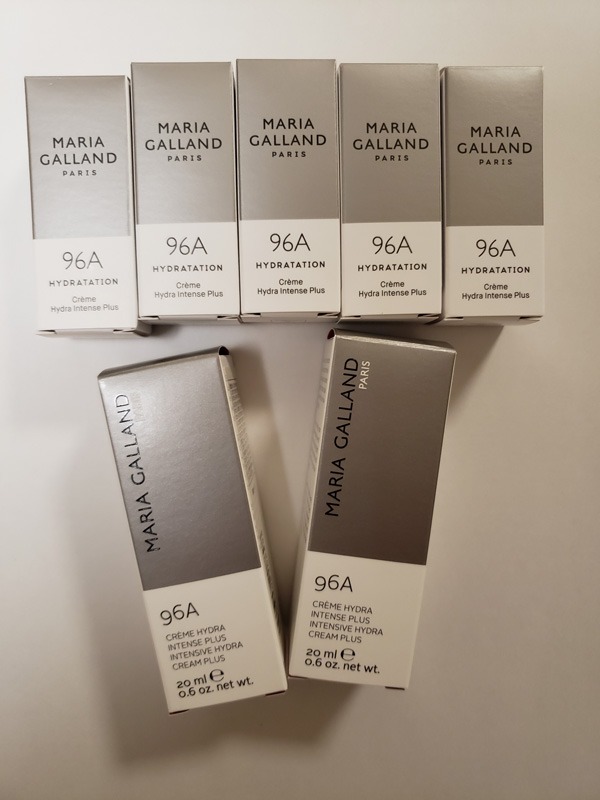 MARIA
GALLAND
PARIS
96A
HYDRATATION
Crème
Hydra Intense Plus
MARIA
GALLAND
PARIS
96A
HYDRATATION
Crème
Hydra Intense Plus
MARIA
GALLAND
PARIS
96A
HYDRATATION
Crème
Hydra Intense Plus
MARIA
GALLAND
PARIS
96A
HYDRATATION
Crème
Hydra Intense Plus
MARIA
GALLAND
PARIS
96A
HYDRATATION
Crème
Hydra Intense Plus
MARIA GALLAND
96A
CRÈME HYDRA
INTENSE PLUS
INTENSIVE HYDRA
CREAM PLUS
20 ml ℮
0.6 oz. net wt.
MARIA GALLAND
PARIS
96A
CRÈME HYDRA
INTENSE PLUS
INTENSIVE HYDRA
CREAM PLUS
20 ml ℮
0.6 oz. net wt.